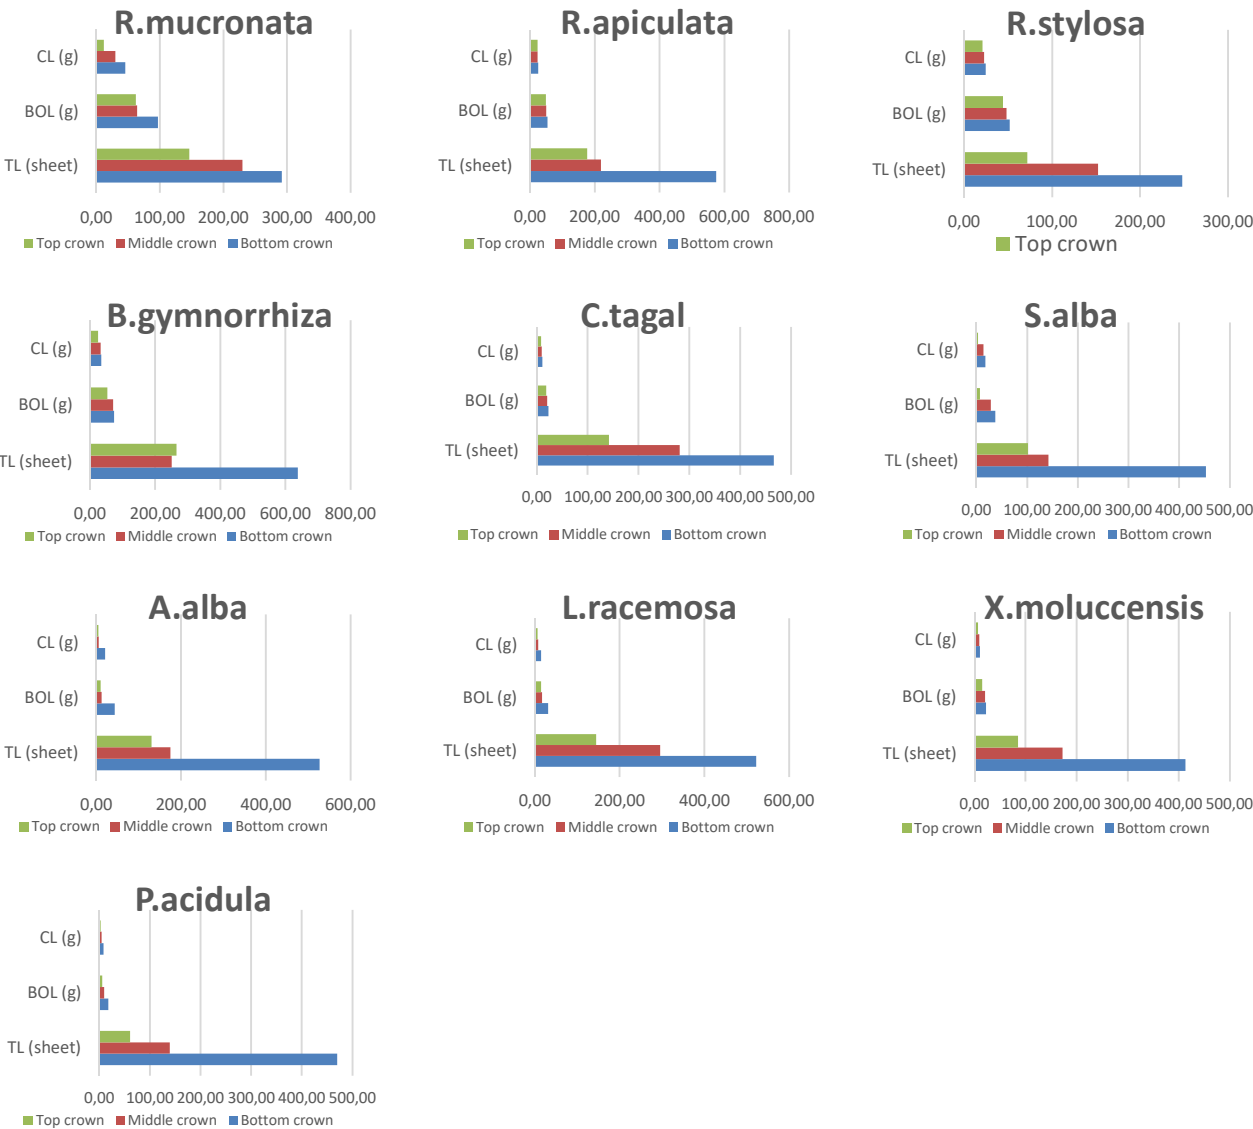 R.mucronata
CL (g)
BOL (g)
TL (sheet)
0,00 100,00 200,00 300,00 400,00
Top crown Middle crown Bottom crown
R.apiculata
CL (g)
BOL (g)
TL (sheet)
0,00 200,00 400,00 600,00 800,00
Top crown Middle crown Bottom crown
R.stylosa
CL (g)
BOL (g)
TL (sheet)
0,00 100,00 200,00 300,00
Top crown
B.gymnorrhiza
CL (g)
BOL (g)
TL (sheet)
0,00 200,00 400,00 600,00 800,00
Top crown Middle crown Bottom crown
C.tagal
CL (g)
BOL (g)
TL (sheet)
0,00 100,00 200,00 300,00 400,00 500,00
Top crown Middle crown Bottom crown
S.alba
CL (g)
BOL (g)
TL (sheet)
0,00 100,00 200,00 300,00 400,00 500,00
Top crown Middle crown Bottom crown
A.alba
CL (g)
BOL (g)
TL (sheet)
0,00 200,00 400,00 600,00
Top crown Middle crown Bottom crown
L.racemosa
CL (g)
BOL (g)
TL (sheet)
0,00 200,00 400,00 600,00
Top crown Middle crown Bottom crown
X.moluccensis
CL (g)
BOL (g)
TL (sheet)
0,00 100,00 200,00 300,00 400,00 500,00
Top crown Middle crown Bottom crown
P.acidula
CL (g)
BOL (g)
TL (sheet)
0,00 100,00 200,00 300,00 400,00 500,00
Top crown Middle crown Bottom crown